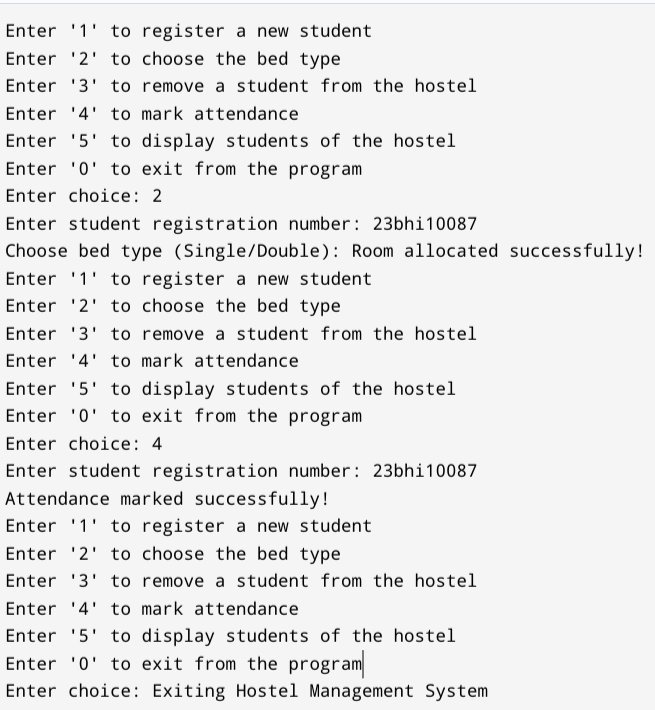 Enter '1' to register a new student
Enter '2' to choose the bed type
Enter '3' to remove a student from the hostel
Enter '4' to mark attendance
Enter '5' to display students of the hostel
Enter '0' to exit from the program
Enter choice: 2
Enter student registration number: 23bhi10087
Choose bed type (Single/Double): Room allocated successfully!
Enter '1' to register a new student
Enter '2' to choose the bed type
Enter '3' to remove a student from the hostel
Enter '4' to mark attendance
Enter '5' to display students of the hostel
Enter '0' to exit from the program
Enter choice: 4
Enter student registration number: 23bhi10087
Attendance marked successfully!
Enter '1' to register a new student
Enter '2' to choose the bed type
Enter '3' to remove a student from the hostel
Enter '4' to mark attendance
Enter '5' to display students of the hostel
Enter '0' to exit from the program
Enter choice: Exiting Hostel Management System